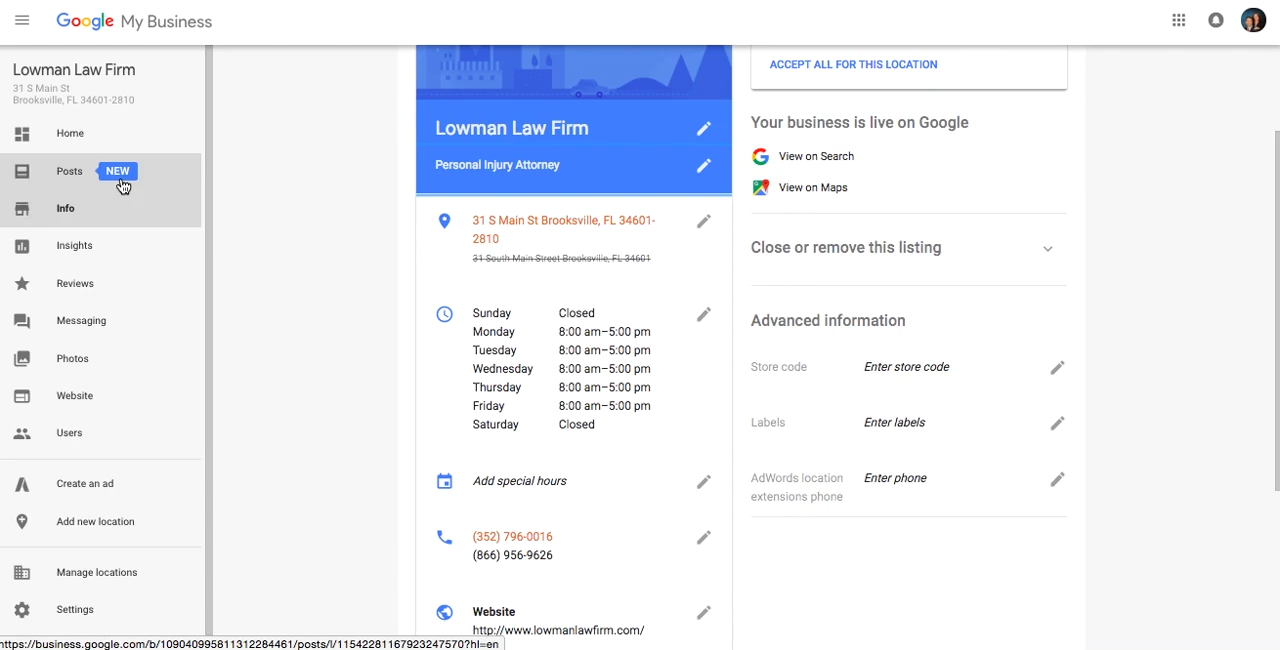 Google My Business
Lowman Law Firm
31 S Main St
Brooksville, FL 34601-2810
Home
Posts NEW
Info
Insights
Reviews
Messaging
Photos
Website
Users
Create an ad
Add new location
Manage locations
Settings
https://business.google.com/b/109040995811312284461/posts/l/11542281167923247570?hl=en
Lowman Law Firm
Personal Injury Attorney
31 S Main St Brooksville, FL 34601-
2810
31 South Main Street Brooksville, FL 34601
Sunday Closed
Monday 8:00 am–5:00 pm
Tuesday 8:00 am–5:00 pm
Wednesday 8:00 am–5:00 pm
Thursday 8:00 am–5:00 pm
Friday 8:00 am–5:00 pm
Saturday Closed
Add special hours
(352) 796-0016
(866) 956-9626
Website
http://www.lowmanlawfirm.com/
ACCEPT ALL FOR THIS LOCATION
Your business is live on Google
View on Search
View on Maps
Close or remove this listing
Advanced information
Store code Enter store code
Labels Enter labels
AdWords location Enter phone
extensions phone